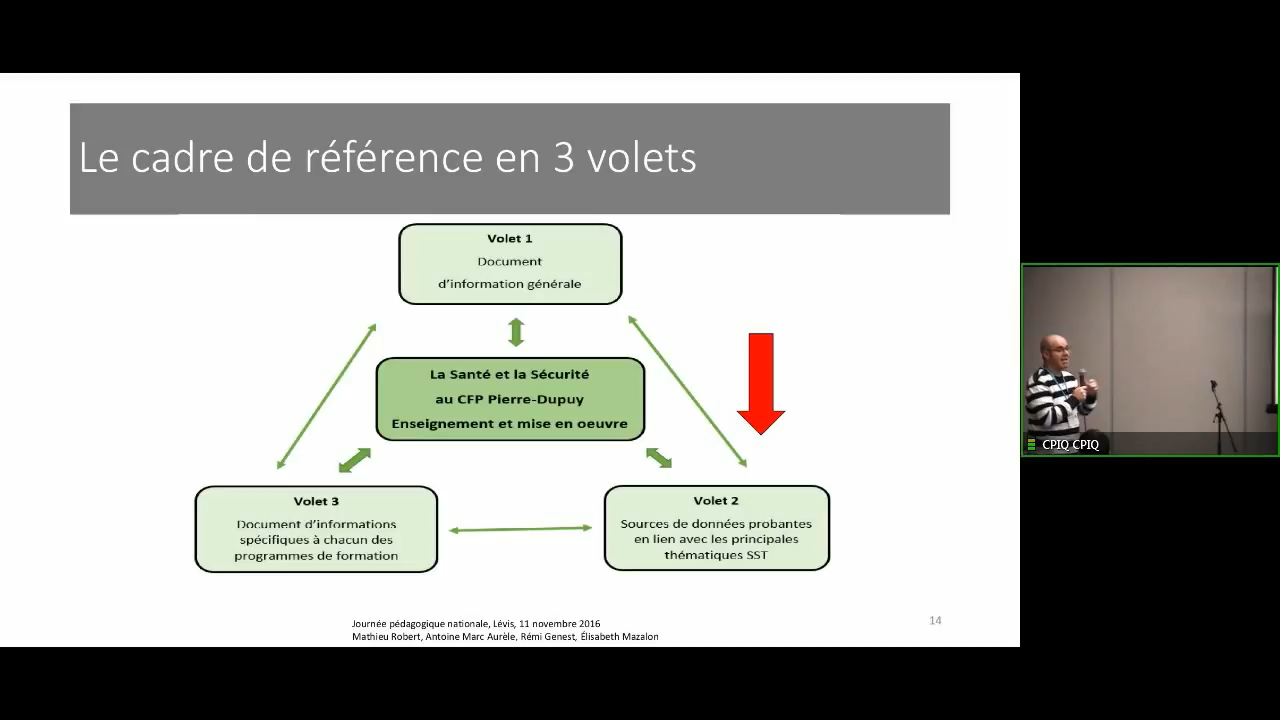 Le cadre de référence en 3 volets
Volet 1
Document
d'information générale
La Santé et la Sécurité
au CFP Pierre-Dupuy
Enseignement et mise en oeuvre
Volet 3
Document d'informations
spécifiques à chacun des
programmes de formation
Volet 2
Sources de données probantes
en lien avec les principales
thématiques SST
Journée pédagogique nationale, Lévis, 11 novembre 2016
Mathieu Robert, Antoine Marc Aurèle, Rémi Genest, Élisabeth Mazalon
14
CPIQ CPIQ